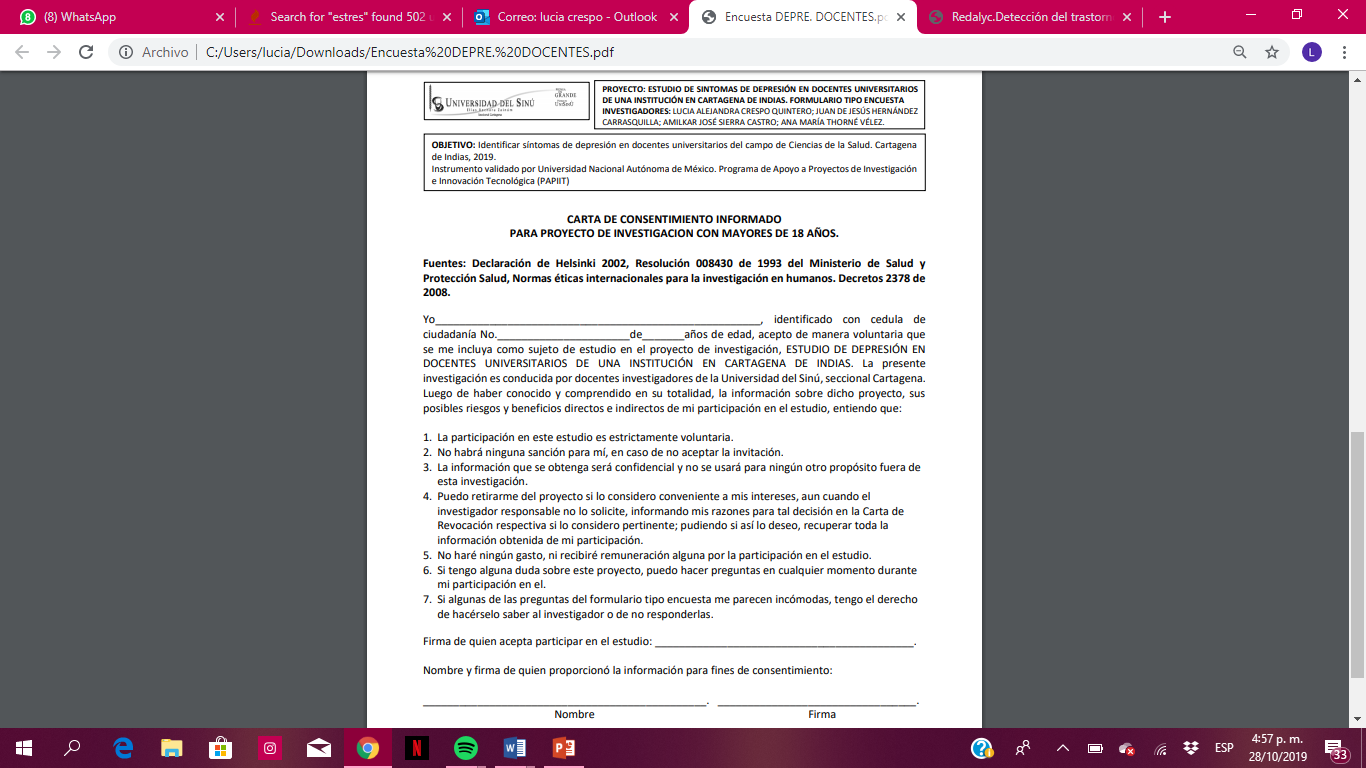 (8) WhatsApp
Search for "estres" found 502 u
Correo: lucia crespo - Outlook
Encuesta DEPRE. DOCENTES.pd
Redalyc.Detección del trastorn
Archivo
C:/Users/lucia/Downloads/Encuesta%20DEPRE.%20DOCENTES.pdf
L
UNIVERSIDAD DEL SINÚ
GRANDE
PROYECTO: ESTUDIO DE SINTOMAS DE DEPRESIÓN EN DOCENTES UNIVERSITARIOS
DE UNA INSTITUCIÓN EN CARTAGENA DE INDIAS. FORMULARIO TIPO ENCUESTA
INVESTIGADORES: LUCIA ALEJANDRA CRESPO QUINTERO; JUAN DE JESÚS HERNÁNDEZ
CARRASQUILLA; AMILKAR JOSÉ SIERRA CASTRO; ANA MARÍA THORNÉ VÉLEZ.
OBJETIVO: Identificar síntomas de depresión en docentes universitarios del campo de Ciencias de la Salud. Cartagena
de Indias, 2019.
Instrumento validado por Universidad Nacional Autónoma de México. Programa de Apoyo a Proyectos de Investigación
e Innovación Tecnológica (PAPIIT)
CARTA DE CONSENTIMIENTO INFORMADO
PARA PROYECTO DE INVESTIGACION CON MAYORES DE 18 AÑOS.
Fuentes: Declaración de Helsinki 2002, Resolución 008430 de 1993 del Ministerio de Salud y
Protección Salud, Normas éticas internacionales para la investigación en humanos. Decretos 2378 de
2008.
Yo____________________________________________________, identificado con cedula de
ciudadanía No._____________________de_______años de edad, acepto de manera voluntaria que
se me incluya como sujeto de estudio en el proyecto de investigación, ESTUDIO DE DEPRESIÓN EN
DOCENTES UNIVERSITARIOS DE UNA INSTITUCIÓN EN CARTAGENA DE INDIAS. La presente
investigación es conducida por docentes investigadores de la Universidad del Sinú, seccional Cartagena.
Luego de haber conocido y comprendido en su totalidad, la información sobre dicho proyecto, sus
posibles riesgos y beneficios directos e indirectos de mi participación en el estudio, entiendo que:
1. La participación en este estudio es estrictamente voluntaria.
2. No habrá ninguna sanción para mí, en caso de no aceptar la invitación.
3. La información que se obtenga será confidencial y no se usará para ningún otro propósito fuera de
esta investigación.
4. Puedo retirarme del proyecto si lo considero conveniente a mis intereses, aun cuando el
investigador responsable no lo solicite, informando mis razones para tal decisión en la Carta de
Revocación respectiva si lo considero pertinente; pudiendo si así lo deseo, recuperar toda la
información obtenida de mi participación.
5. No haré ningún gasto, ni recibiré remuneración alguna por la participación en el estudio.
6. Si tengo alguna duda sobre este proyecto, puedo hacer preguntas en cualquier momento durante
mi participación en el.
7. Si algunas de las preguntas del formulario tipo encuesta me parecen incómodas, tengo el derecho
de hacérselo saber al investigador o de no responderlas.
Firma de quien acepta participar en el estudio: _________________________________________.
Nombre y firma de quien proporcionó la información para fines de consentimiento:
_____________________________________________. ________________________________.
Nombre Firma
ESP
4:57 p. m.
28/10/2019
33